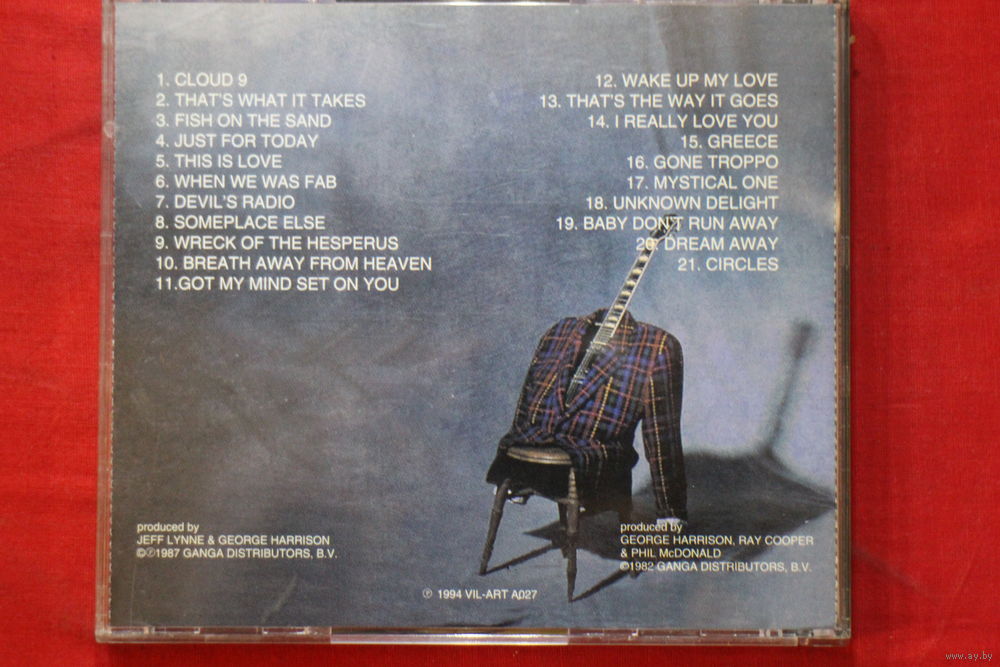 1. CLOUD 9
2. THAT'S WHAT IT TAKES
3. FISH ON THE SAND
4. JUST FOR TODAY
5. THIS IS LOVE
6. WHEN WE WAS FAB
7. DEVIL'S RADIO
8. SOMEPLACE ELSE
9. WRECK OF THE HESPERUS
10. BREATH AWAY FROM HEAVEN
11.GOT MY MIND SET ON YOU
12. WAKE UP MY LOVE
13. THAT'S THE WAY IT GOES
14. I REALLY LOVE YOU
15. GREECE
16. GONE TROPPO
17. MYSTICAL ONE
18. UNKNOWN DELIGHT
19. BABY DON'T RUN AWAY
20. DREAM AWAY
21. CIRCLES
produced by
JEFF LYNNE & GEORGE HARRISON
©℗1987 GANGA DISTRIBUTORS, B.V.
produced by
GEORGE HARRISON, RAY COOPER
& PHIL McDONALD
©1982 GANGA DISTRIBUTORS, B.V.
℗ 1994 VIL-ART A027
www.ay.by